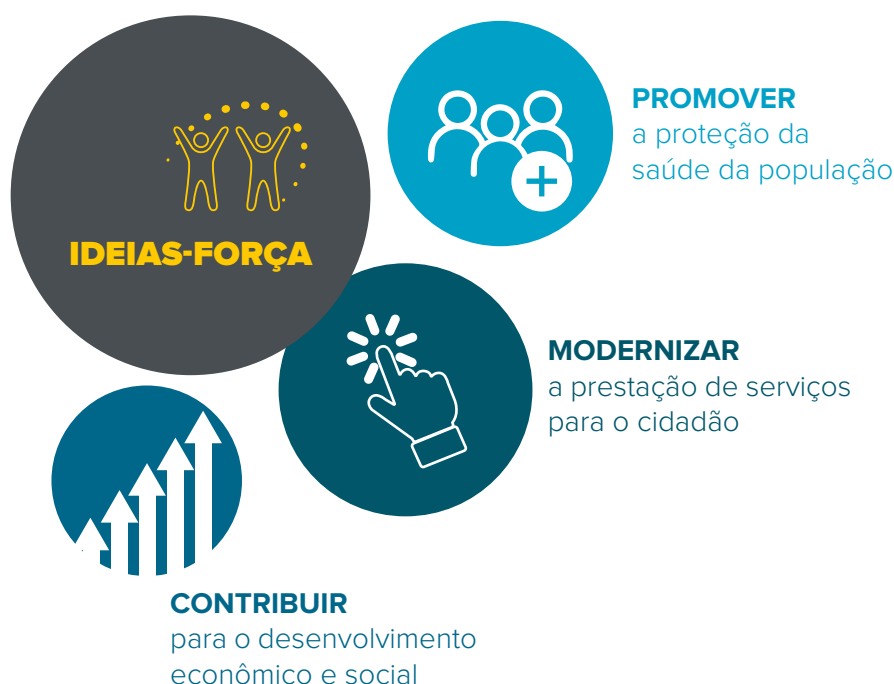 IDEIAS-FORÇA
PROMOVER
a proteção da
saúde da população
MODERNIZAR
a prestação de serviços
para o cidadão
CONTRIBUIR
para o desenvolvimento
econômico e social